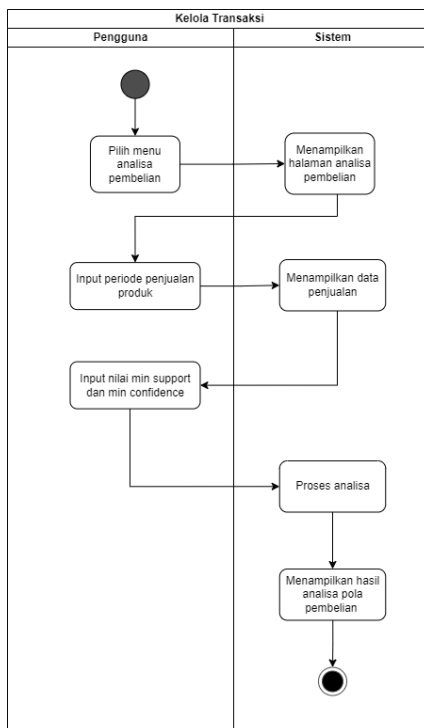 Kelola Transaksi
Pengguna
Sistem
Pilih menu
analisa
pembelian
Menampilkan
halaman analisa
pembelian
Input periode penjualan
produk
Menampilkan data
penjualan
Input nilai min support
dan min confidence
Proses analisa
Menampilkan hasil
analisa pola
pembelian